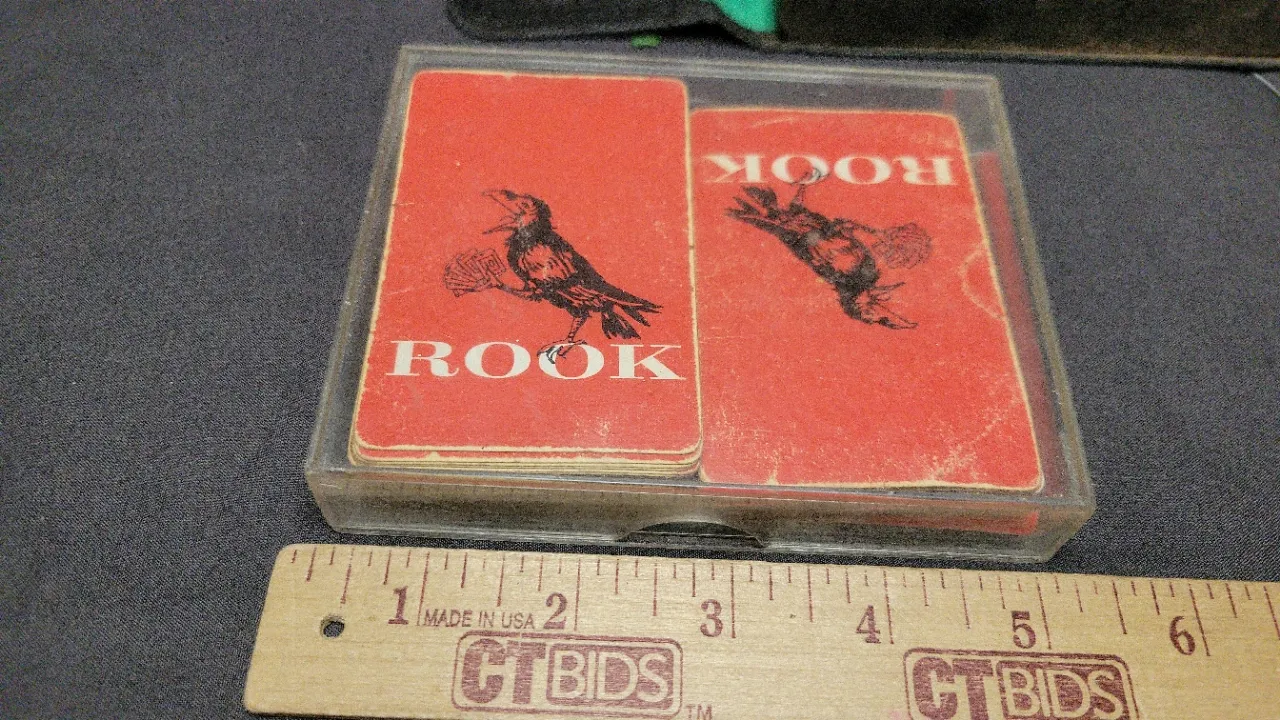 ROOK
ROOK
1 2 3 4 5 6
MADE IN USA
CTBIDS CTBIDS
TM